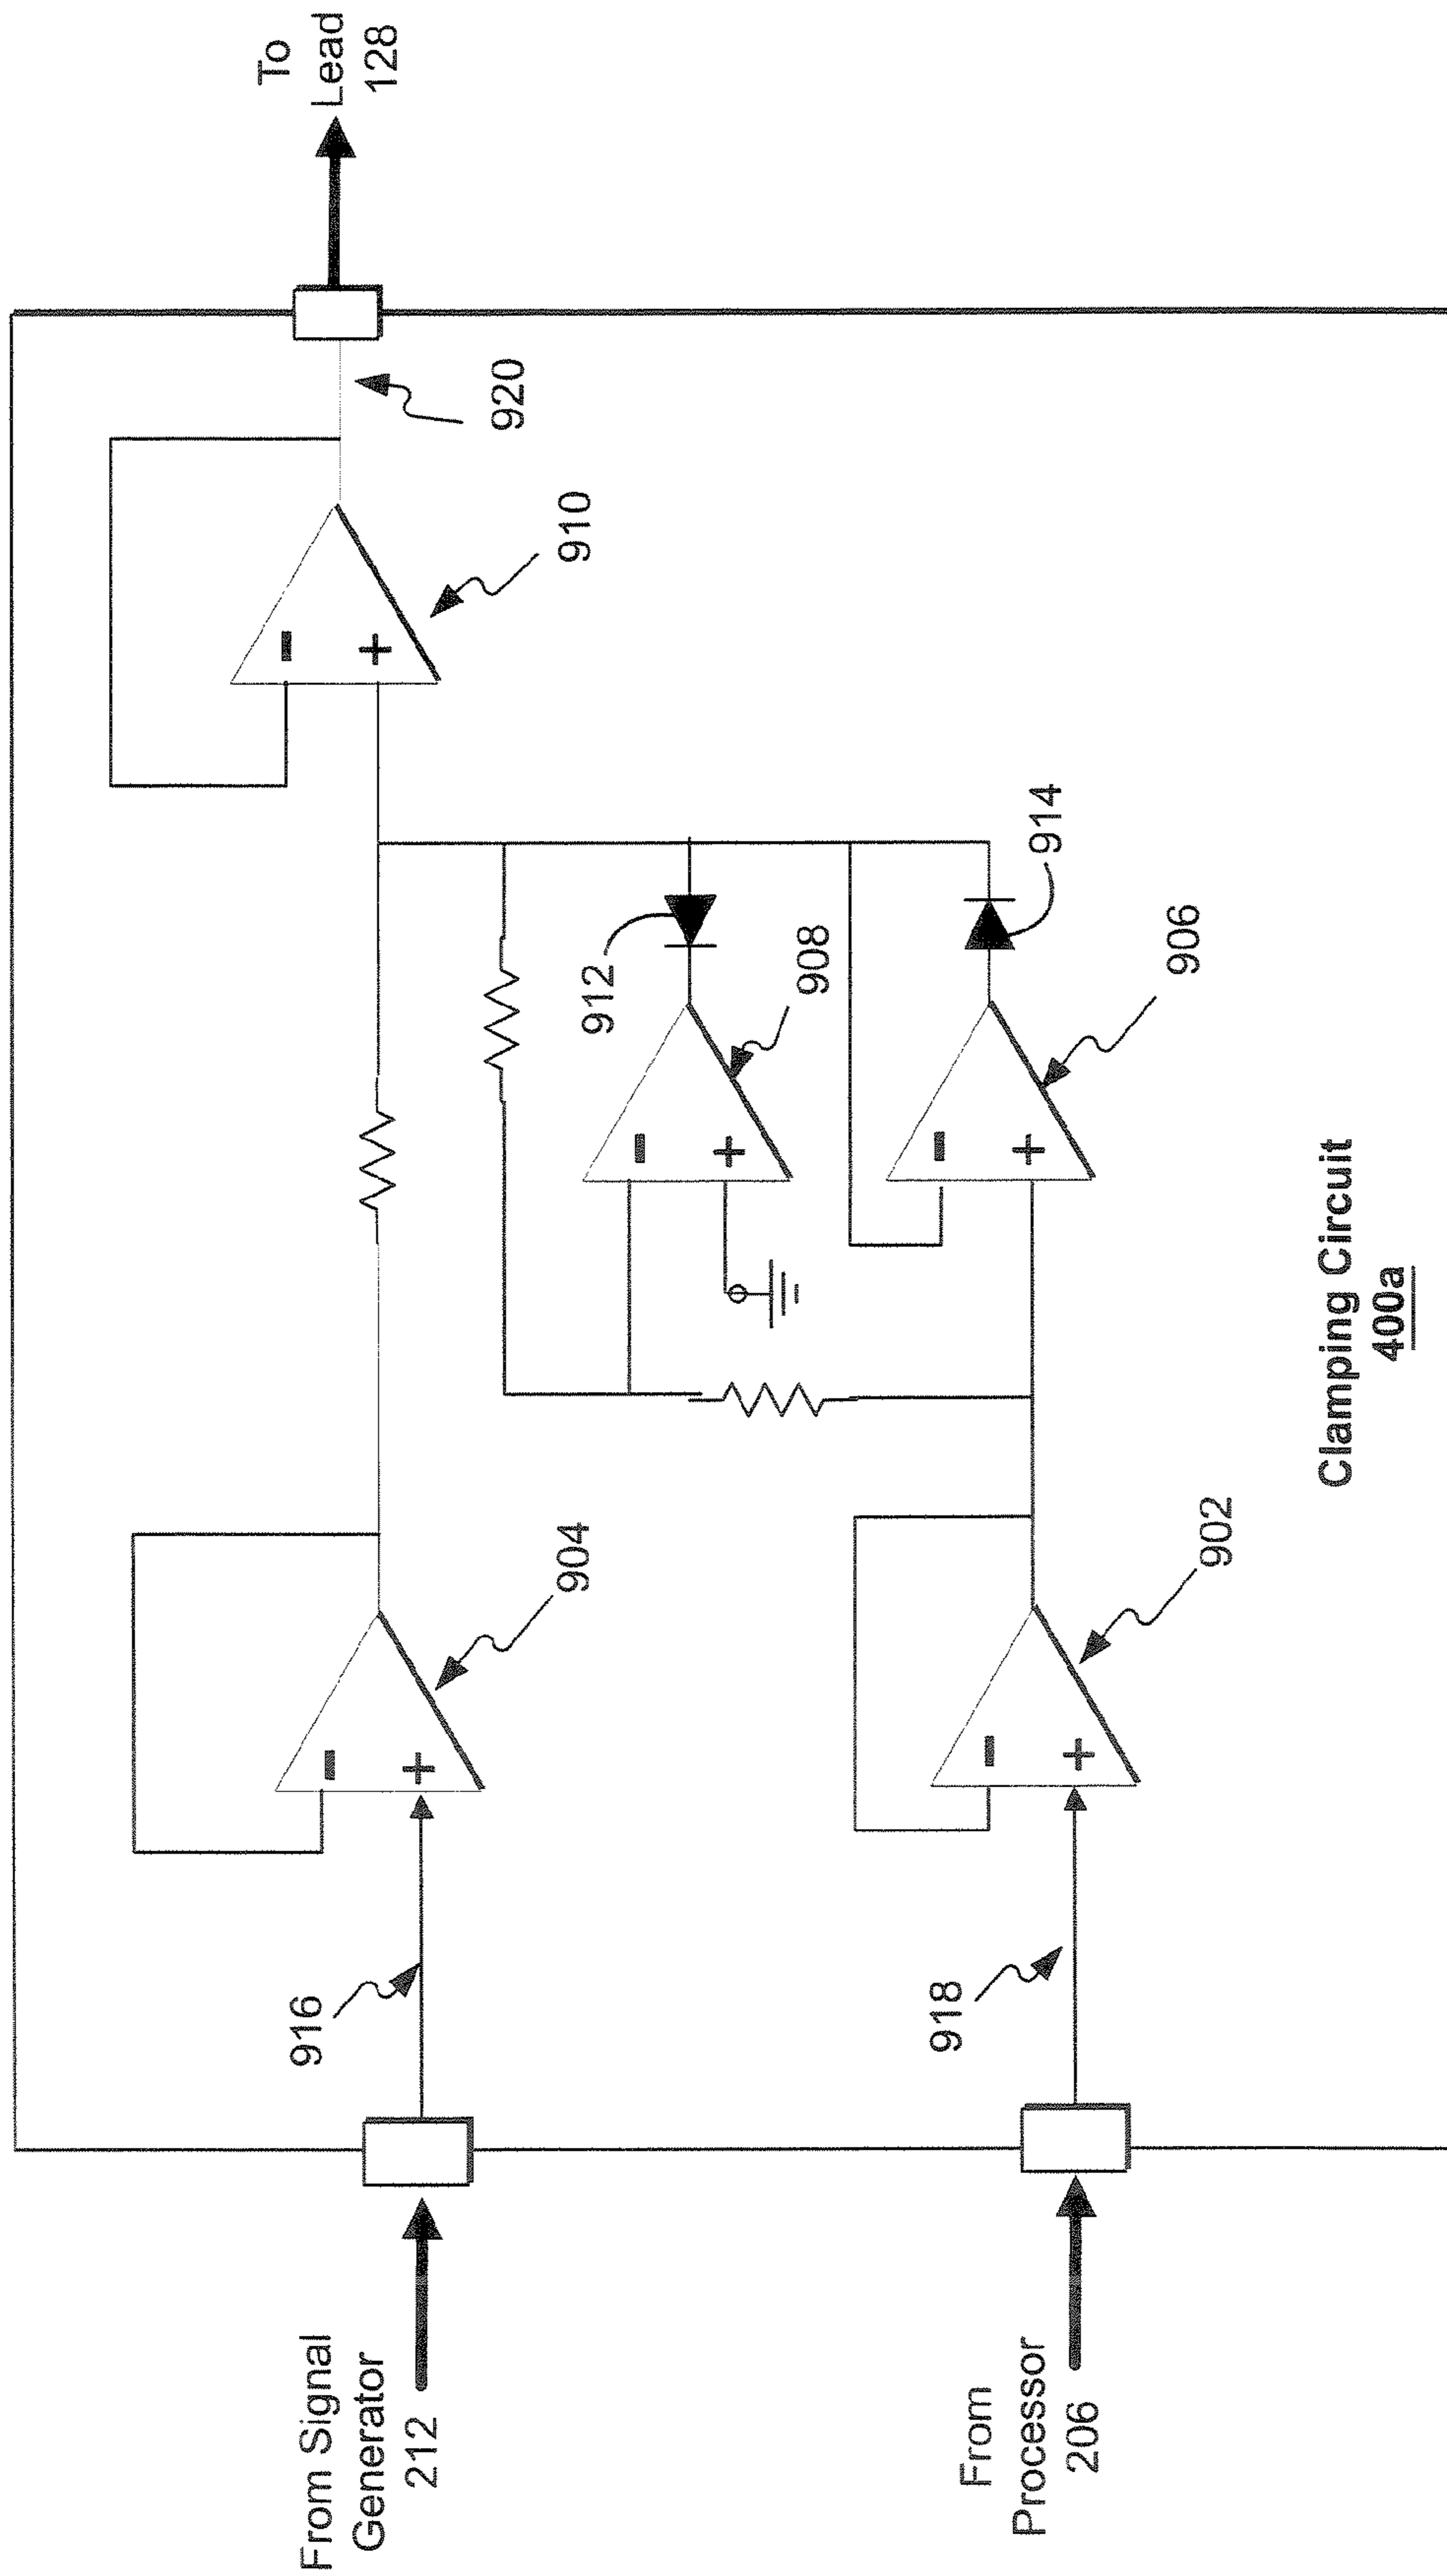 To
Lead
128
920
910
904
916
From Signal
Generator
212
912
908
914
906
902
918
From
Processor
206
-
+
-
+
-
+
-
+
-
+
Clamping Circuit
400a